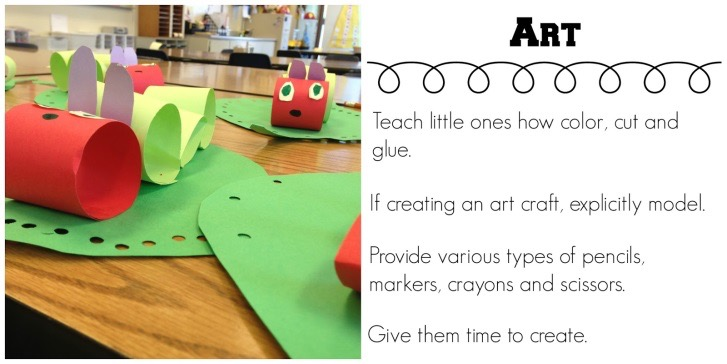 ART
Teach little ones how color, cut and
glue.
If creating an art craft, explicitly model.
Provide various types of pencils,
markers, crayons and scissors.
Give them time to create.